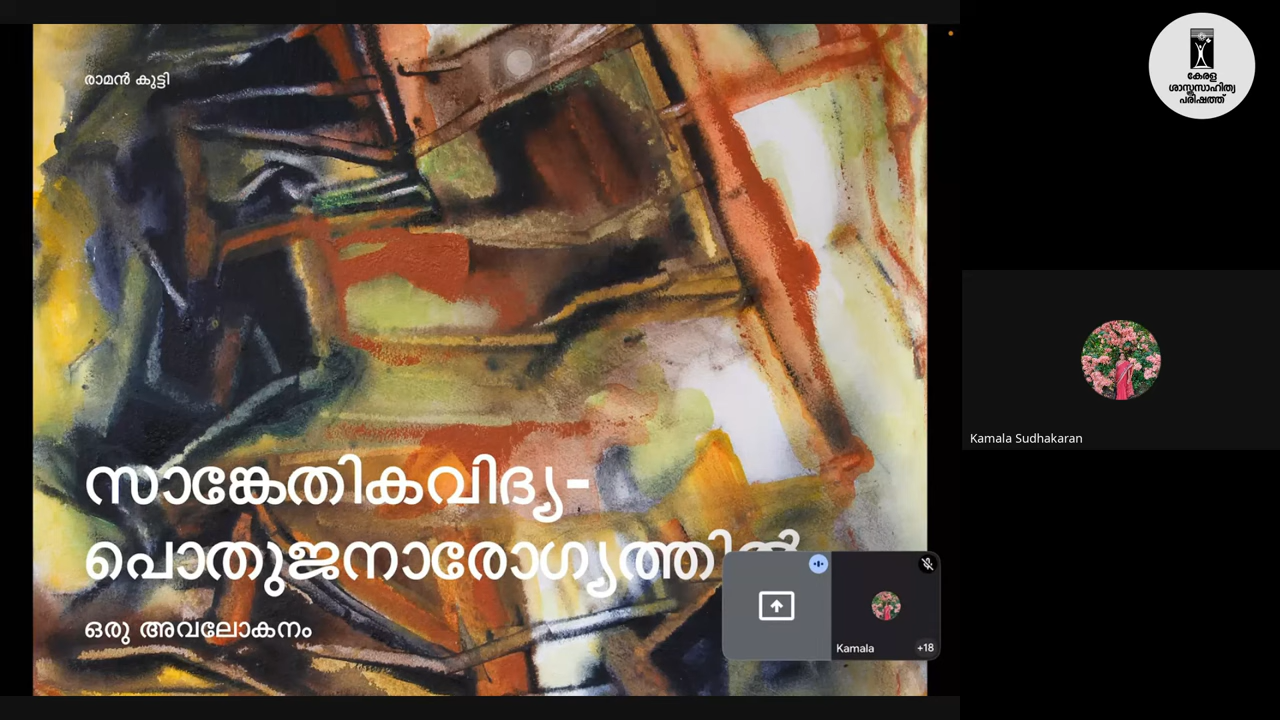 രാമൻ കുട്ടി
സാങ്കേതികവിദ്യ-
പൊതുജനാരോഗ്യത്തിൽ
ഒരു അവലോകനം
Kamala
+18
കേരള
ശാസ്ത്രസാഹിത്യ
പരിഷത്ത്
Kamala Sudhakaran